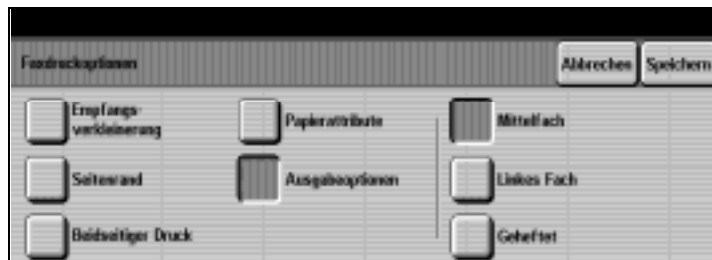 Faxdruckoptionen
Abbrechen
Speichern
Empfangs-
verkleinerung
Papierattribute
Mittelfach
Seitenrand
Ausgabeoptionen
Linkes Fach
Beidseitiger Druck
Geheftet